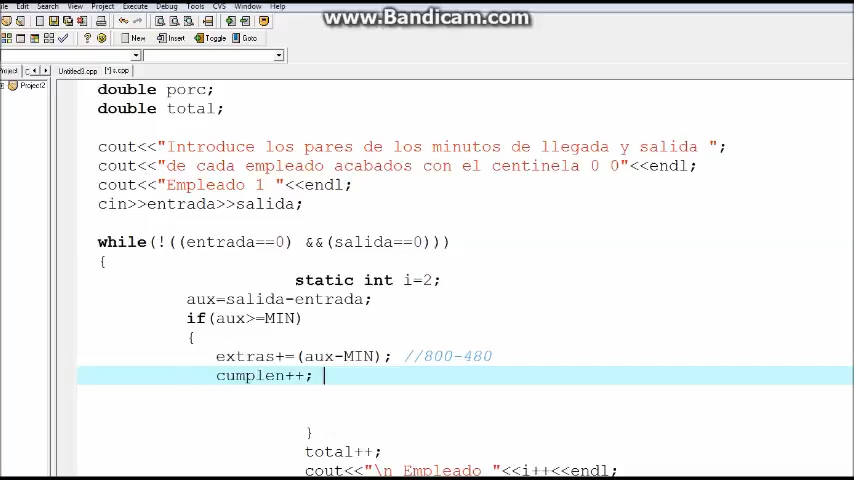 www.Bandicam.com
File Edit Search View Project Execute Debug Tools CVS Window Help
New Insert Toggle Goto
Project C Untitled3.cpp [*] s.cpp
Project2
double porc;
double total;
cout<<"Introduce los pares de los minutos de llegada y salida ";
cout<<"de cada empleado acabados con el centinela 0 0"<<endl;
cout<<"Empleado 1 "<<endl;
cin>>entrada>>salida;
while(!((entrada==0) &&(salida==0)))
{
static int i=2;
aux=salida-entrada;
if(aux>=MIN)
{
extras+=(aux-MIN); //800-480
cumplen++;
}
total++;
cout<<"\n Empleado "<<i++<<endl;